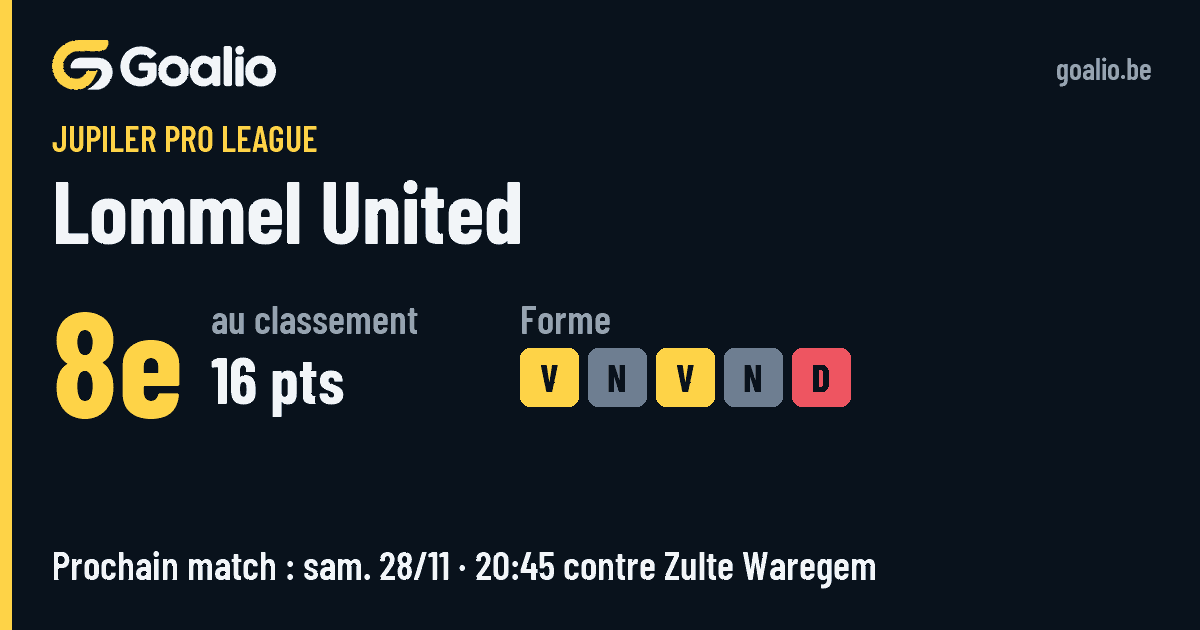 Goalio
goalio.be
JUPILER PRO LEAGUE
Lommel United
8e
au classement
16 pts
Forme
V N V N D
Prochain match : sam. 28/11 · 20:45 contre Zulte Waregem